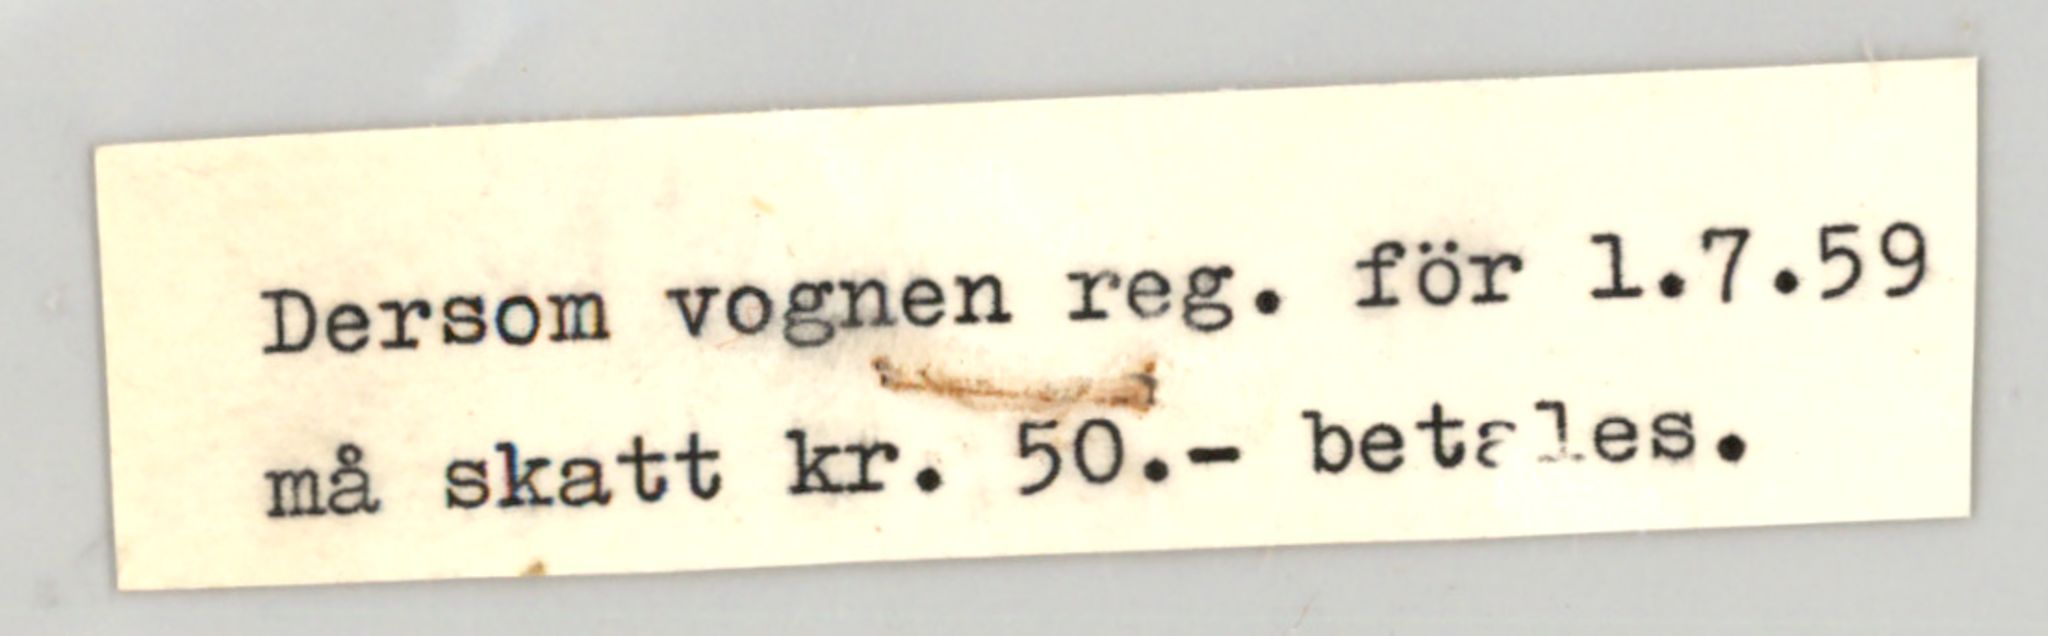 Dersom vognen reg. för 1.7.59
må skatt kr. 50.- betales.